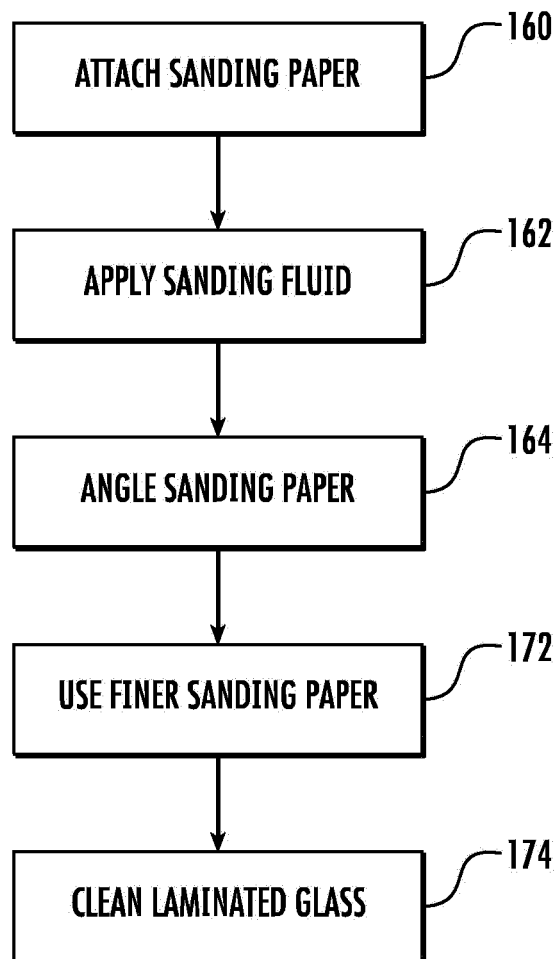 160
ATTACH SANDING PAPER
162
APPLY SANDING FLUID
164
ANGLE SANDING PAPER
172
USE FINER SANDING PAPER
174
CLEAN LAMINATED GLASS